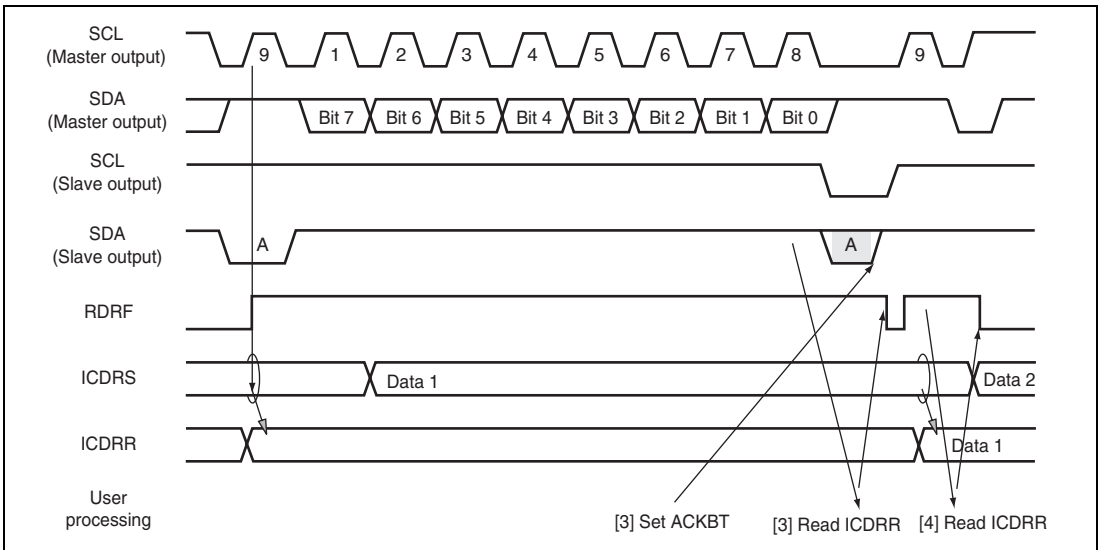 SCL
(Master output)
9 1 2 3 4 5 6 7 8 9
SDA
(Master output)
Bit 7 Bit 6 Bit 5 Bit 4 Bit 3 Bit 2 Bit 1 Bit 0
SCL
(Slave output)
SDA
(Slave output)
A A
RDRF
ICDRS
Data 1 Data 2
ICDRR
Data 1
User
processing
[3] Set ACKBT [3] Read ICDRR [4] Read ICDRR